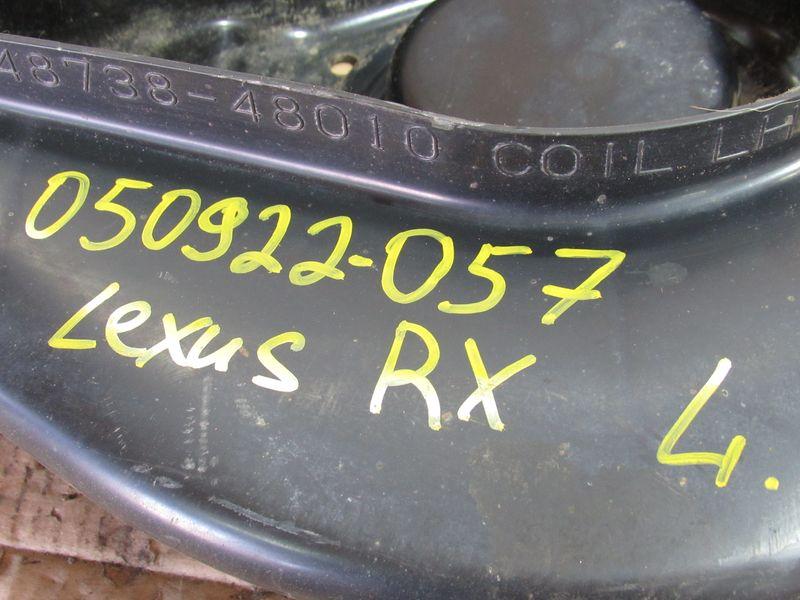 48738-48010 COIL LH
050922-057
Lexus RX
L.